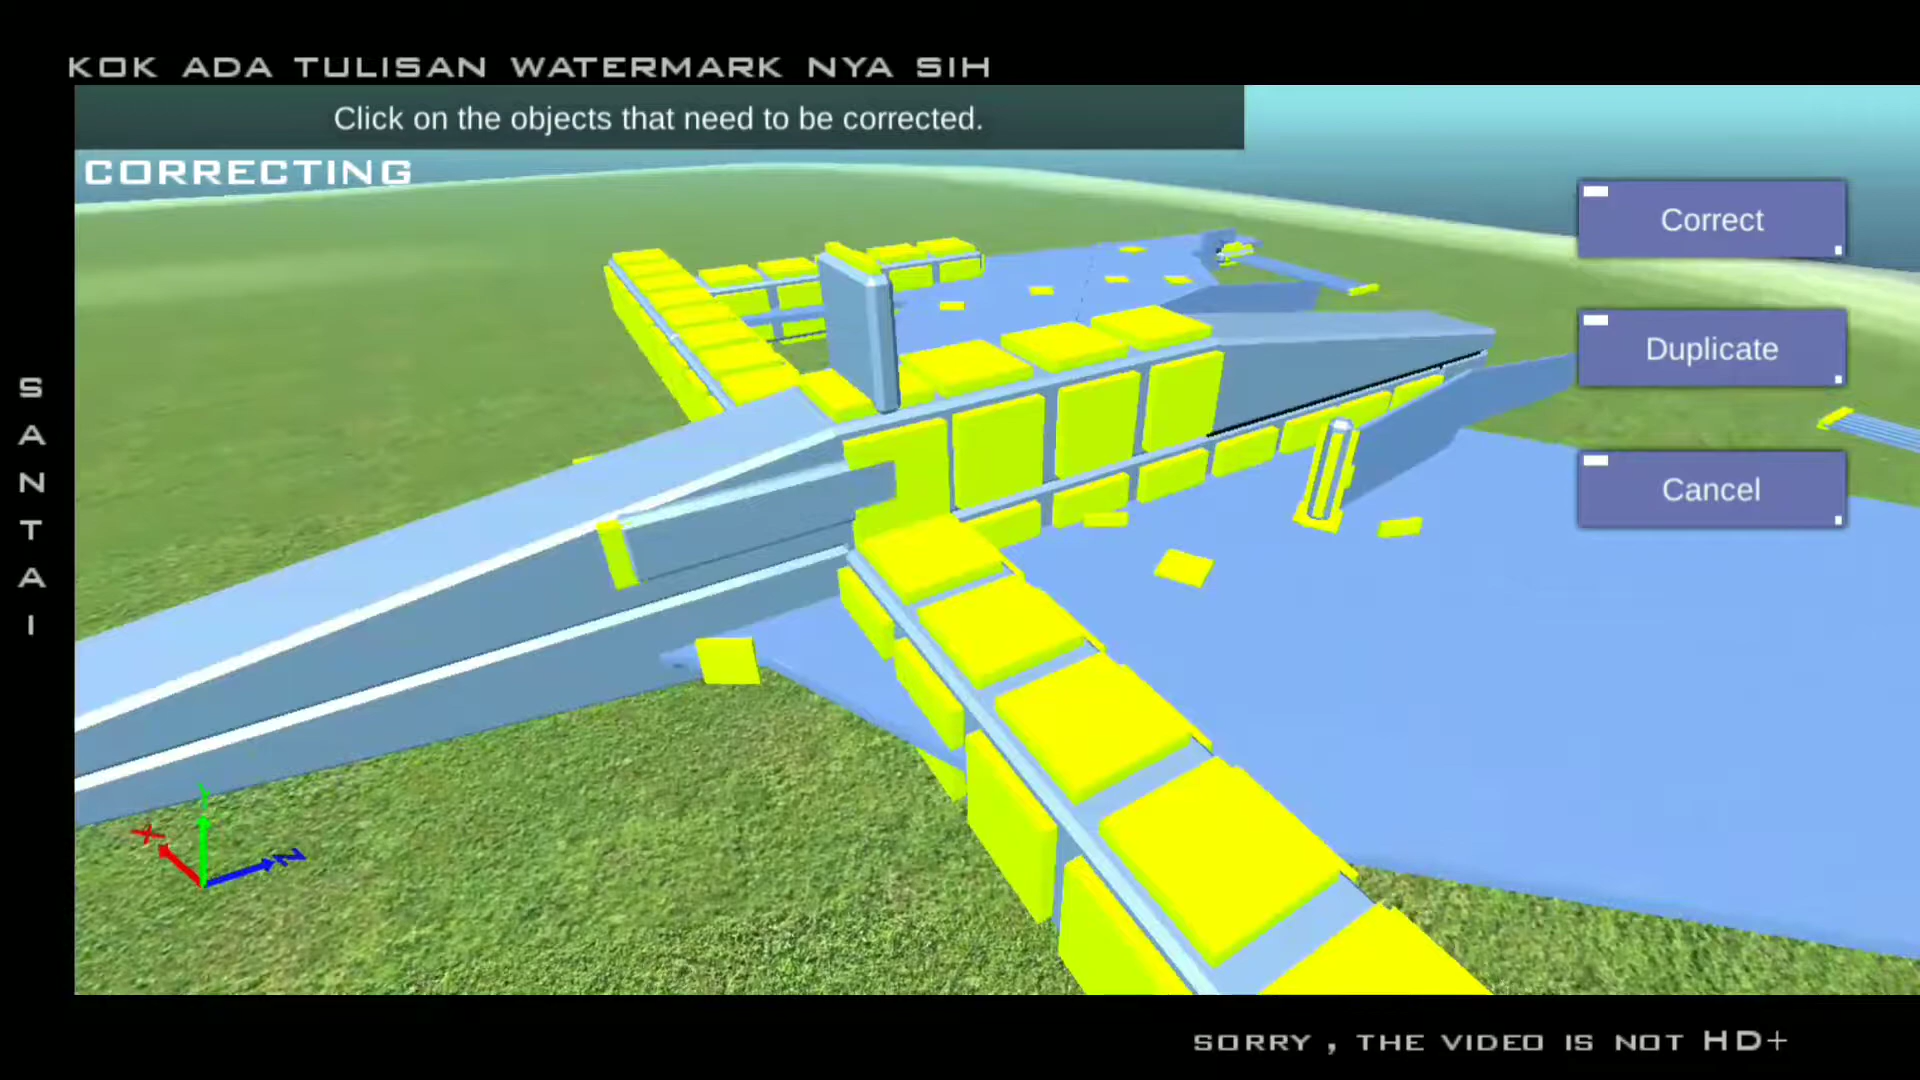 KOK ADA TULISAN WATERMARK NYA SIH
Click on the objects that need to be corrected.
CORRECTING
Correct
Duplicate
Cancel
SANTAI
X
Y
Z
SORRY , THE VIDEO IS NOT HD+